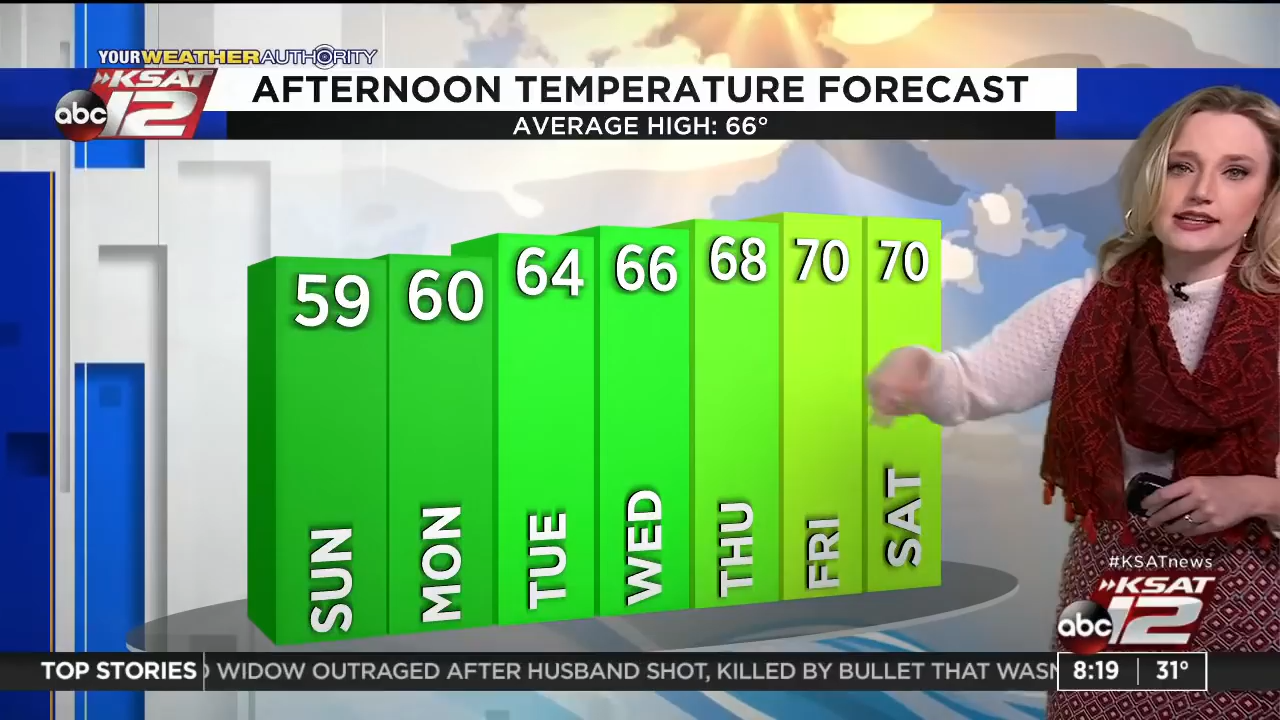 YOURWEATHERAUTHORITY
KSAT
abc 12
AFTERNOON TEMPERATURE FORECAST
AVERAGE HIGH: 66°
59 60 64 66 68 70 70
SUN MON TUE WED THU FRI SAT
#KSATnews
KSAT
abc 12
TOP STORIES WIDOW OUTRAGED AFTER HUSBAND SHOT, KILLED BY BULLET THAT WASN 8:19 31°